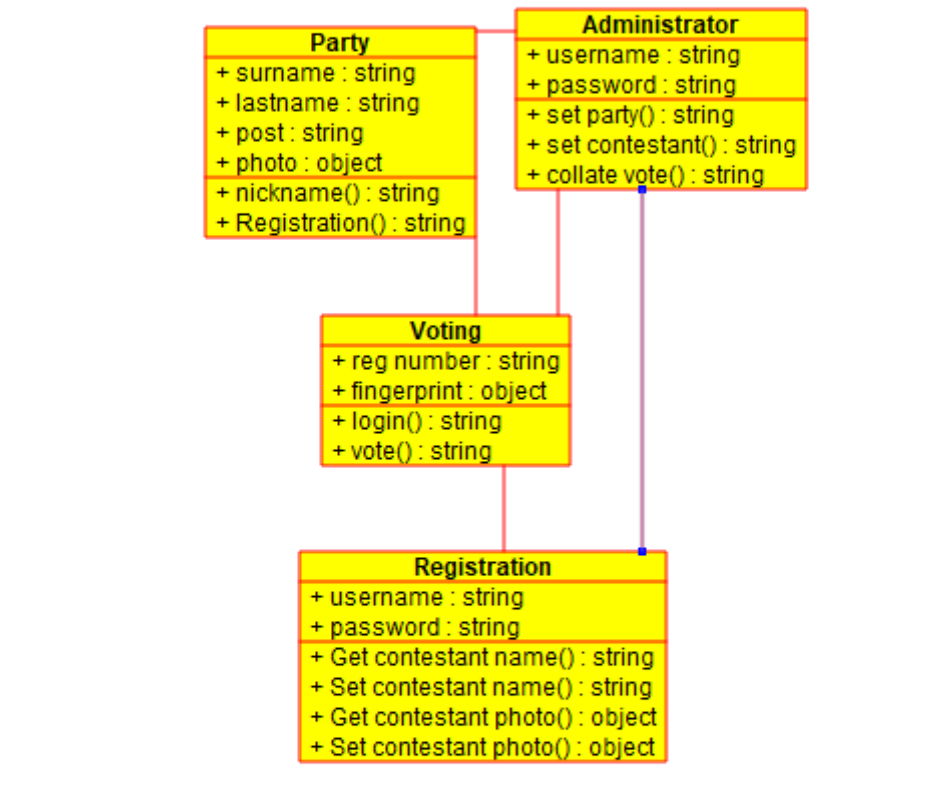 Party
+ surname : string
+ lastname : string
+ post : string
+ photo : object
+ nickname() : string
+ Registration() : string
Administrator
+ username : string
+ password : string
+ set party() : string
+ set contestant() : string
+ collate vote() : string
Voting
+ reg number : string
+ fingerprint : object
+ login() : string
+ vote() : string
Registration
+ username : string
+ password : string
+ Get contestant name() : string
+ Set contestant name() : string
+ Get contestant photo() : object
+ Set contestant photo() : object